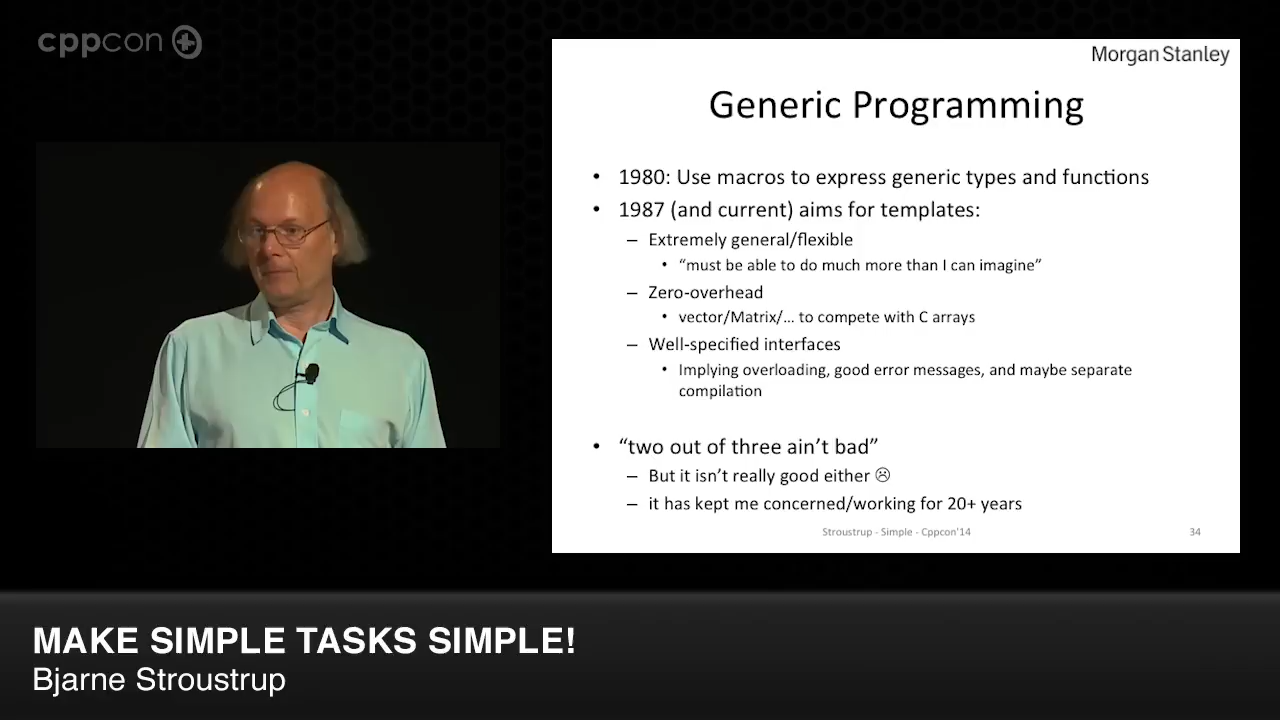 cppcon
Morgan Stanley
Generic Programming
• 1980: Use macros to express generic types and functions
• 1987 (and current) aims for templates:
– Extremely general/flexible
• “must be able to do much more than I can imagine”
– Zero-overhead
• vector/Matrix/… to compete with C arrays
– Well-specified interfaces
• Implying overloading, good error messages, and maybe separate
compilation
• “two out of three ain’t bad”
– But it isn’t really good either ☹
– it has kept me concerned/working for 20+ years
Stroustrup - Simple - Cppcon'14
34
MAKE SIMPLE TASKS SIMPLE!
Bjarne Stroustrup